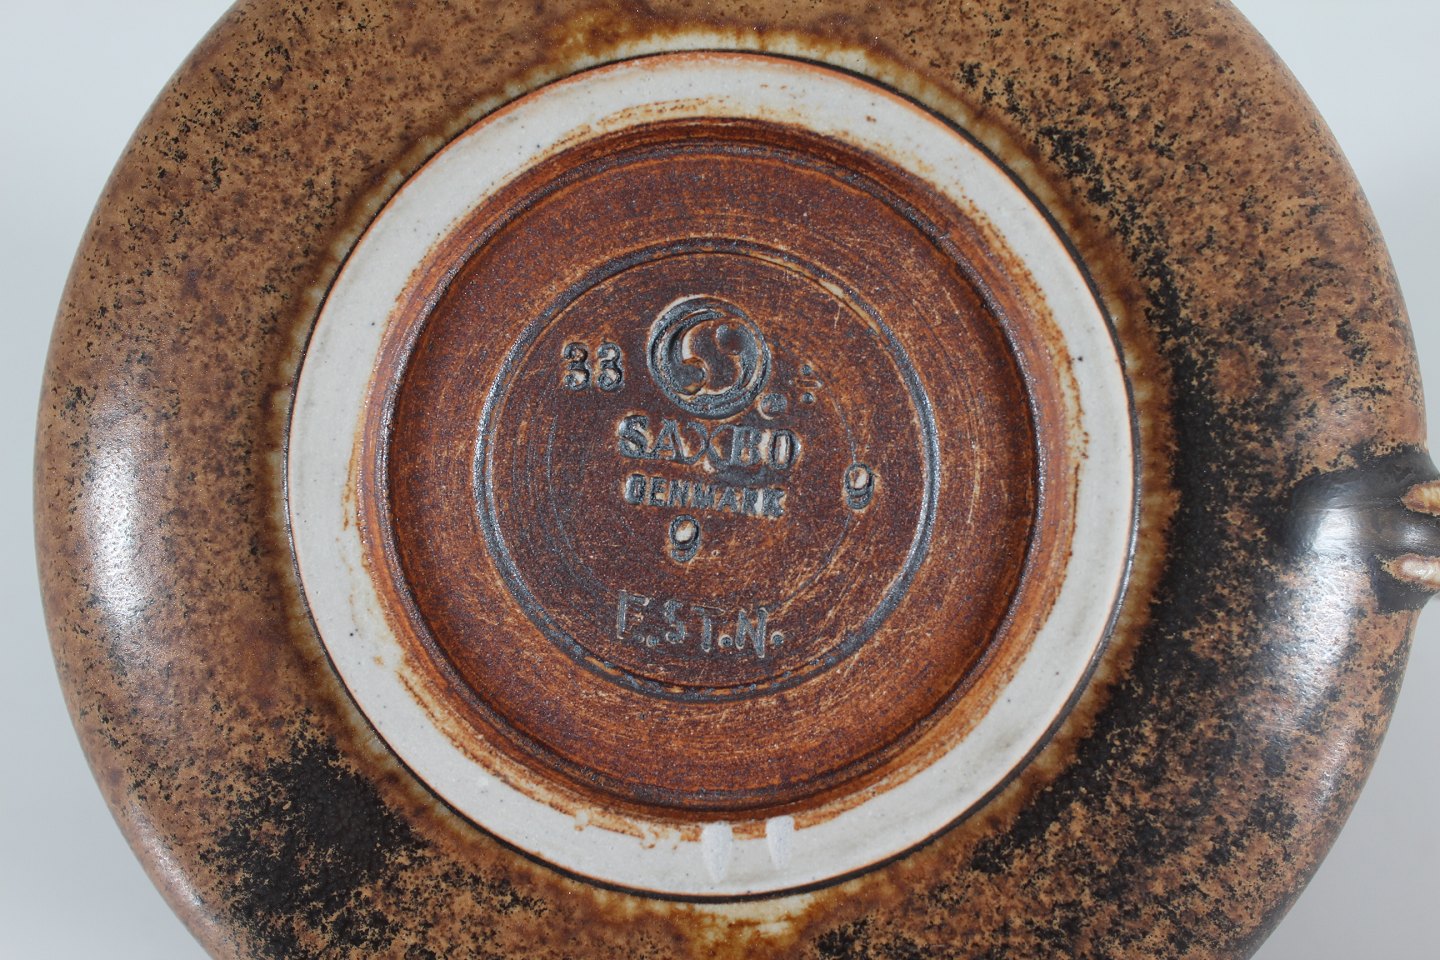 33 ÷
SAXBO
DENMARK
9
9
E.ST.N.